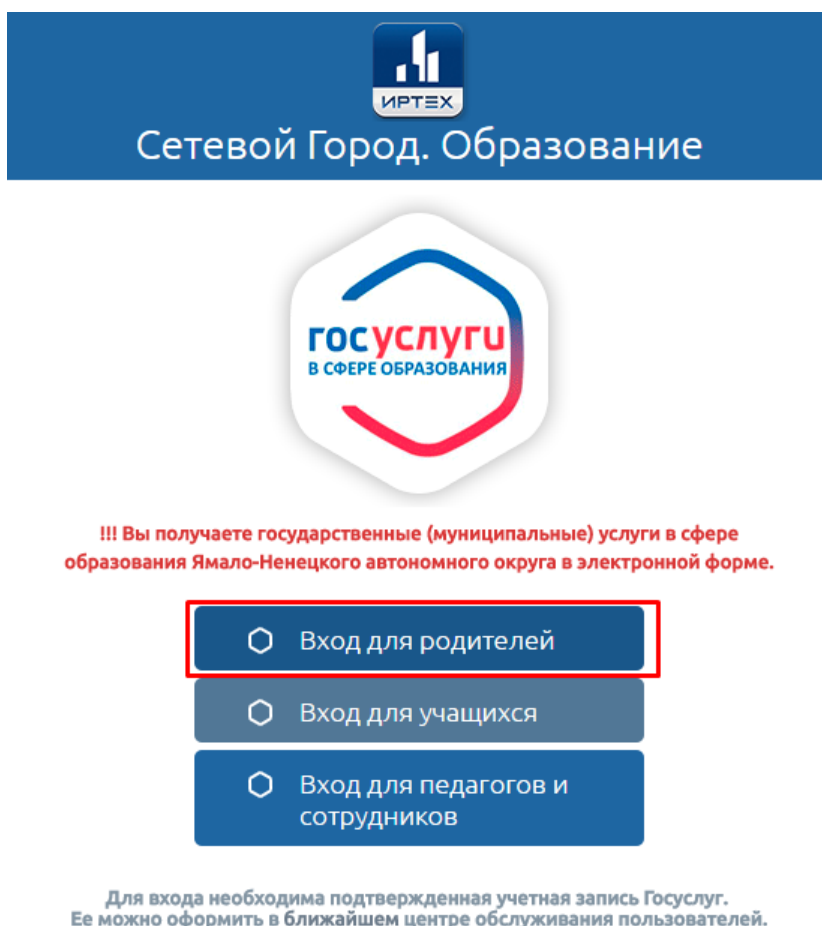 ИРТЕХ
Сетевой Город. Образование
госуслуги
В СФЕРЕ ОБРАЗОВАНИЯ
!!! Вы получаете государственные (муниципальные) услуги в сфере
образования Ямало-Ненецкого автономного округа в электронной форме.
Вход для родителей
Вход для учащихся
Вход для педагогов и
сотрудников
Для входа необходима подтвержденная учетная запись Госуслуг.
Ее можно оформить в ближайшем центре обслуживания пользователей.